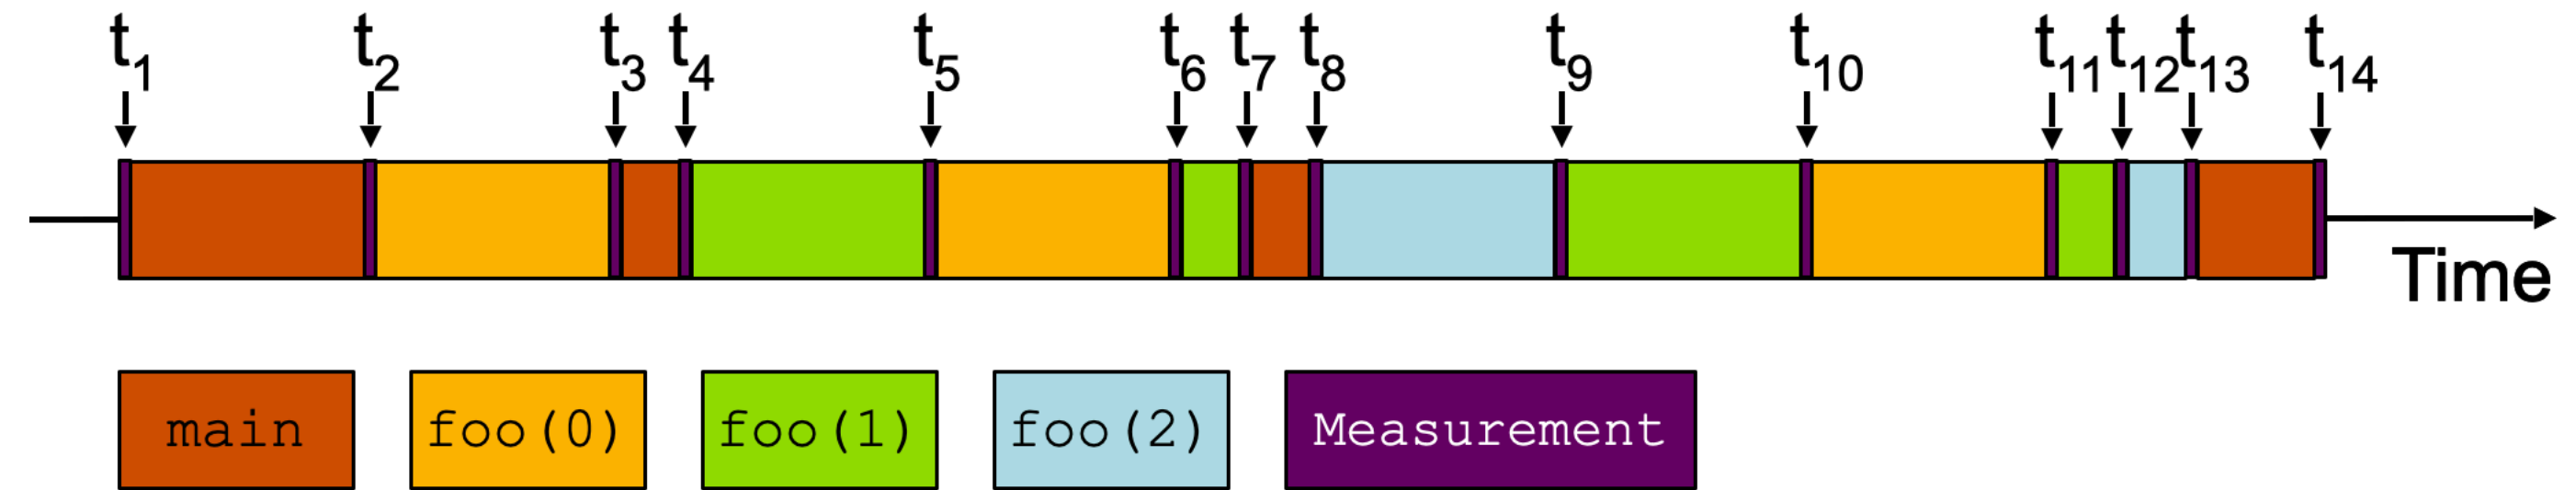 t1 t2 t3 t4 t5 t6 t7 t8 t9 t10 t11 t12 t13 t14
Time
main foo(0) foo(1) foo(2) Measurement